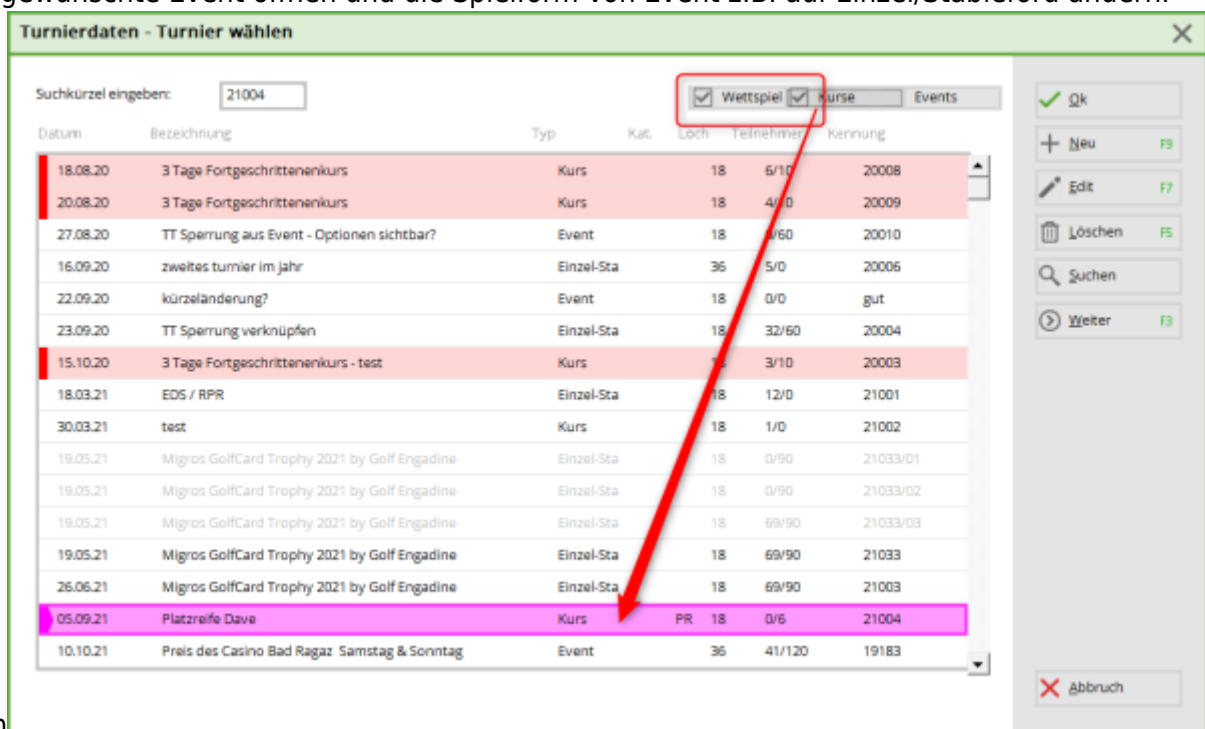 gewünschte Event öffnen und die Spielform von Event z.B. auf Einzel/Stableford ändern.
Turnierdaten - Turnier wählen
Suchkürzel eingeben: 21004 Wettspiel Kurse Events
Datum Bezeichnung Typ Kat. Loch Teilnehmer Kennung
18.08.20 3 Tage Fortgeschrittenenkurs Kurs 18 6/10 20008
20.08.20 3 Tage Fortgeschrittenenkurs Kurs 18 20009
27.08.20 TT Sperrung aus Event - Optionen sichtbar? Event 18 20010
16.09.20 zweites turnier im jahr Einzel-Sta 36 5/0 20006
22.09.20 kürzeländerung? Event 18 0/0 gut
23.09.20 TT Sperrung verknüpfen Einzel-Sta 18 32/60 20004
15.10.20 3 Tage Fortgeschrittenenkurs - test Kurs 3/10 20003
18.03.21 EDS / RPR Einzel-Sta 18 12/0 21001
30.03.21 test Kurs 18 1/0 21002
19.05.21 Migros GolfCard Trophy 2021 by Golf Engadine Einzel-Sta 18 0/90 21033/01
19.05.21 Migros GolfCard Trophy 2021 by Golf Engadine Einzel-Sta 18 0/90 21033/02
19.05.21 Migros GolfCard Trophy 2021 by Golf Engadine Einzel-Sta 18 69/90 21033/03
19.05.21 Migros GolfCard Trophy 2021 by Golf Engadine Einzel-Sta 18 69/90 21033
26.06.21 Migros GolfCard Trophy 2021 by Golf Engadine Einzel-Sta 18 69/90 21003
05.09.21 Platzreife Dave Kurs PR 18 0/6 21004
10.10.21 Preis des Casino Bad Ragaz Samstag & Sonntag Event 36 41/120 19183
Ok
Neu F9
Edit F7
Löschen F5
Suchen
Weiter F3
Abbruch